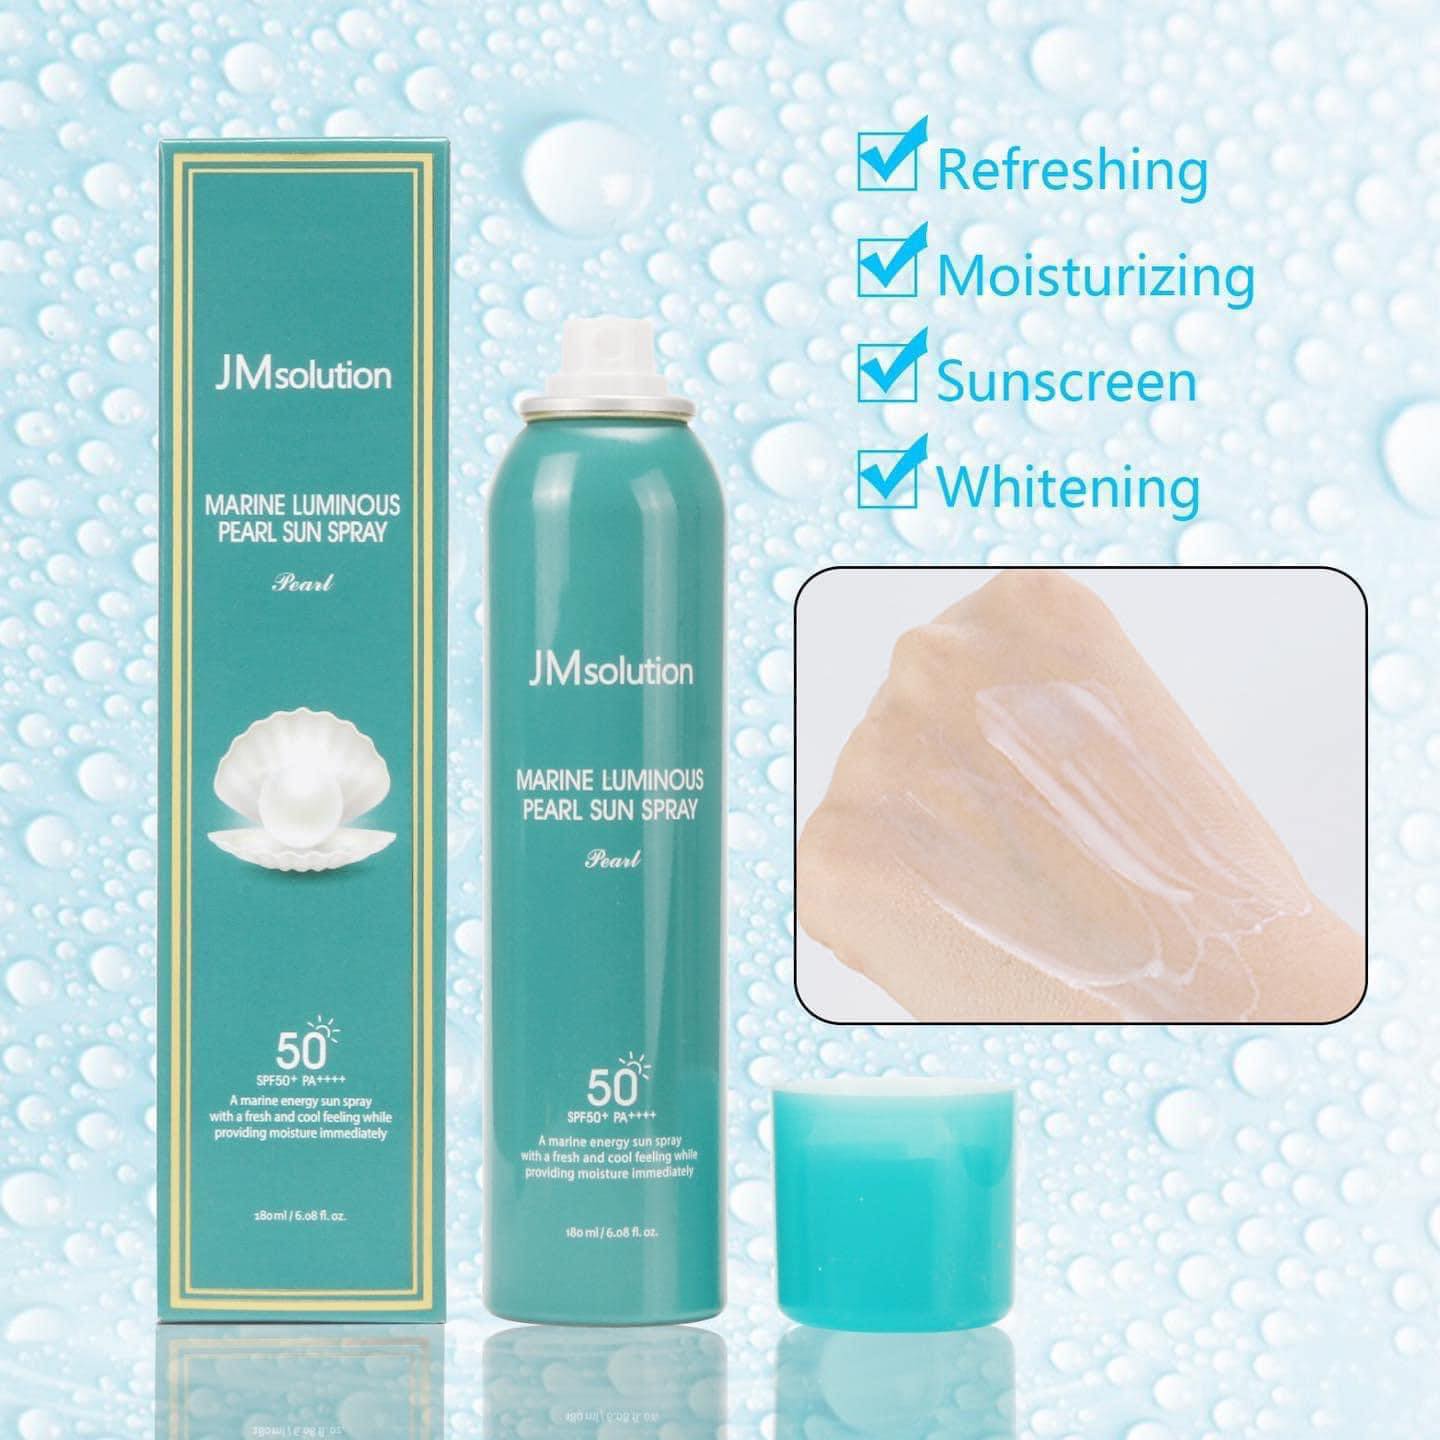 JMsolution
MARINE LUMINOUS
PEARL SUN SPRAY
Pearl
50
SPF50+ PA++++
A marine energy sun spray
with a fresh and cool feeling while
providing moisture immediately
180ml / 6.08 fl. oz.
JMsolution
MARINE LUMINOUS
PEARL SUN SPRAY
Pearl
50
SPF50+ PA++++
A marine energy sun spray
with a fresh and cool feeling while
providing moisture immediately
180 ml / 6.08 fl. oz.
Refreshing
Moisturizing
Sunscreen
Whitening